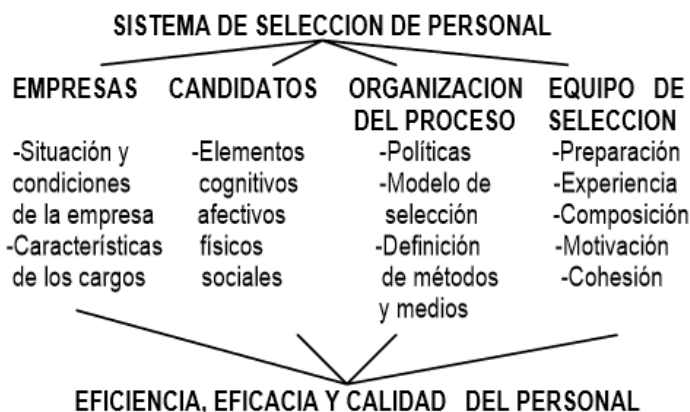 SISTEMA DE SELECCION DE PERSONAL
EMPRESAS
-Situación y
condiciones
de la empresa
-Características
de los cargos
CANDIDATOS
-Elementos
cognitivos
afectivos
físicos
sociales
ORGANIZACION
DEL PROCESO
-Políticas
-Modelo de
selección
-Definición
de métodos
y medios
EQUIPO DE
SELECCION
-Preparación
-Experiencia
-Composición
-Motivación
-Cohesión
EFICIENCIA, EFICACIA Y CALIDAD DEL PERSONAL